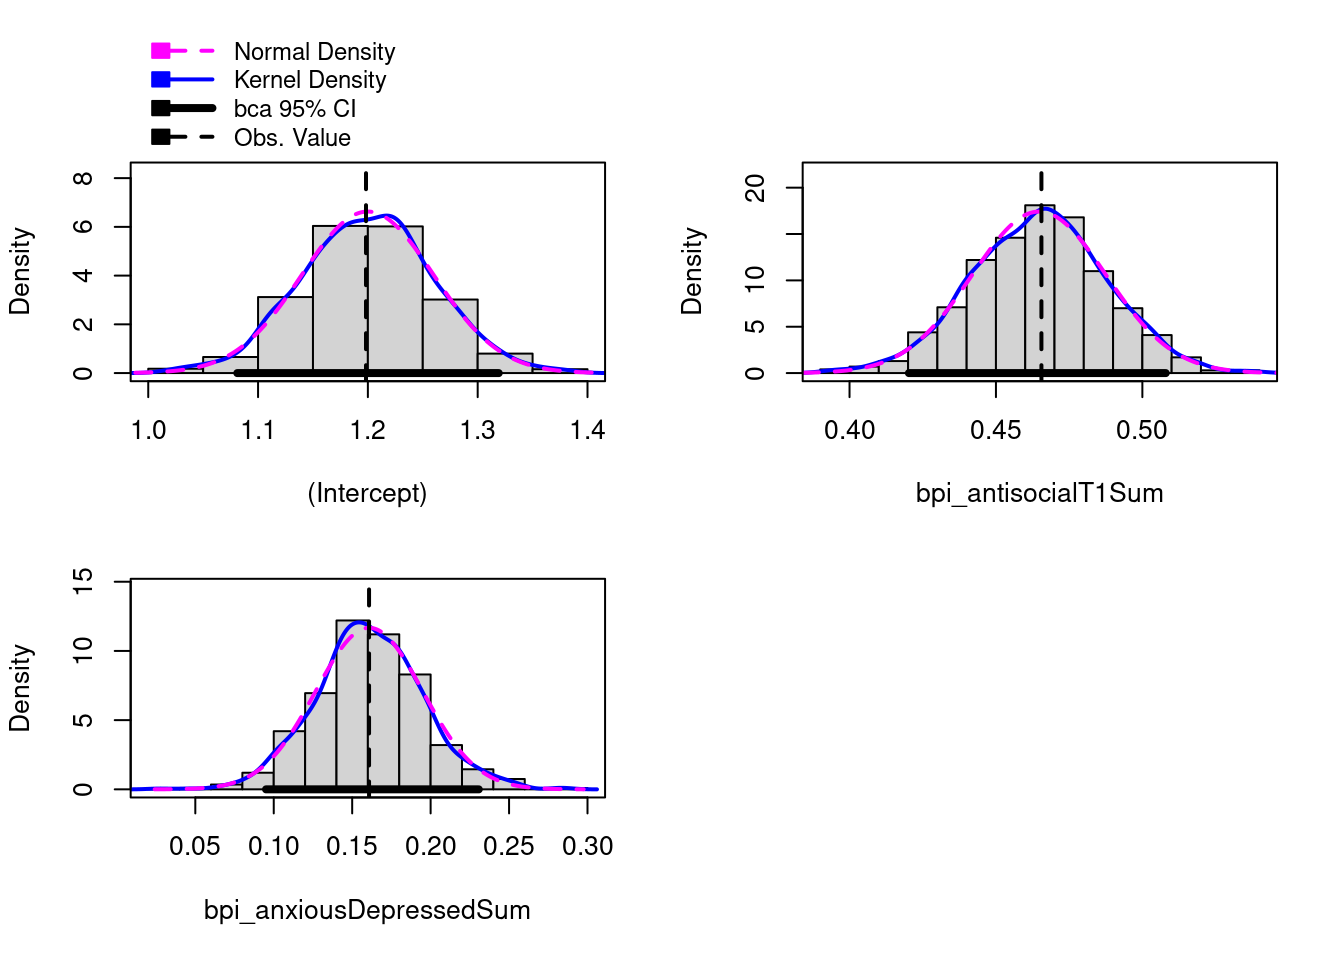 Normal Density
Kernel Density
bca 95% CI
Obs. Value
Density
0 2 4 6 8
1.0 1.1 1.2 1.3 1.4
(Intercept)
Density
0 5 10 20
0.40 0.45 0.50
bpi_antisocialT1Sum
Density
0 5 10 15
0.05 0.10 0.15 0.20 0.25 0.30
bpi_anxiousDepressedSum